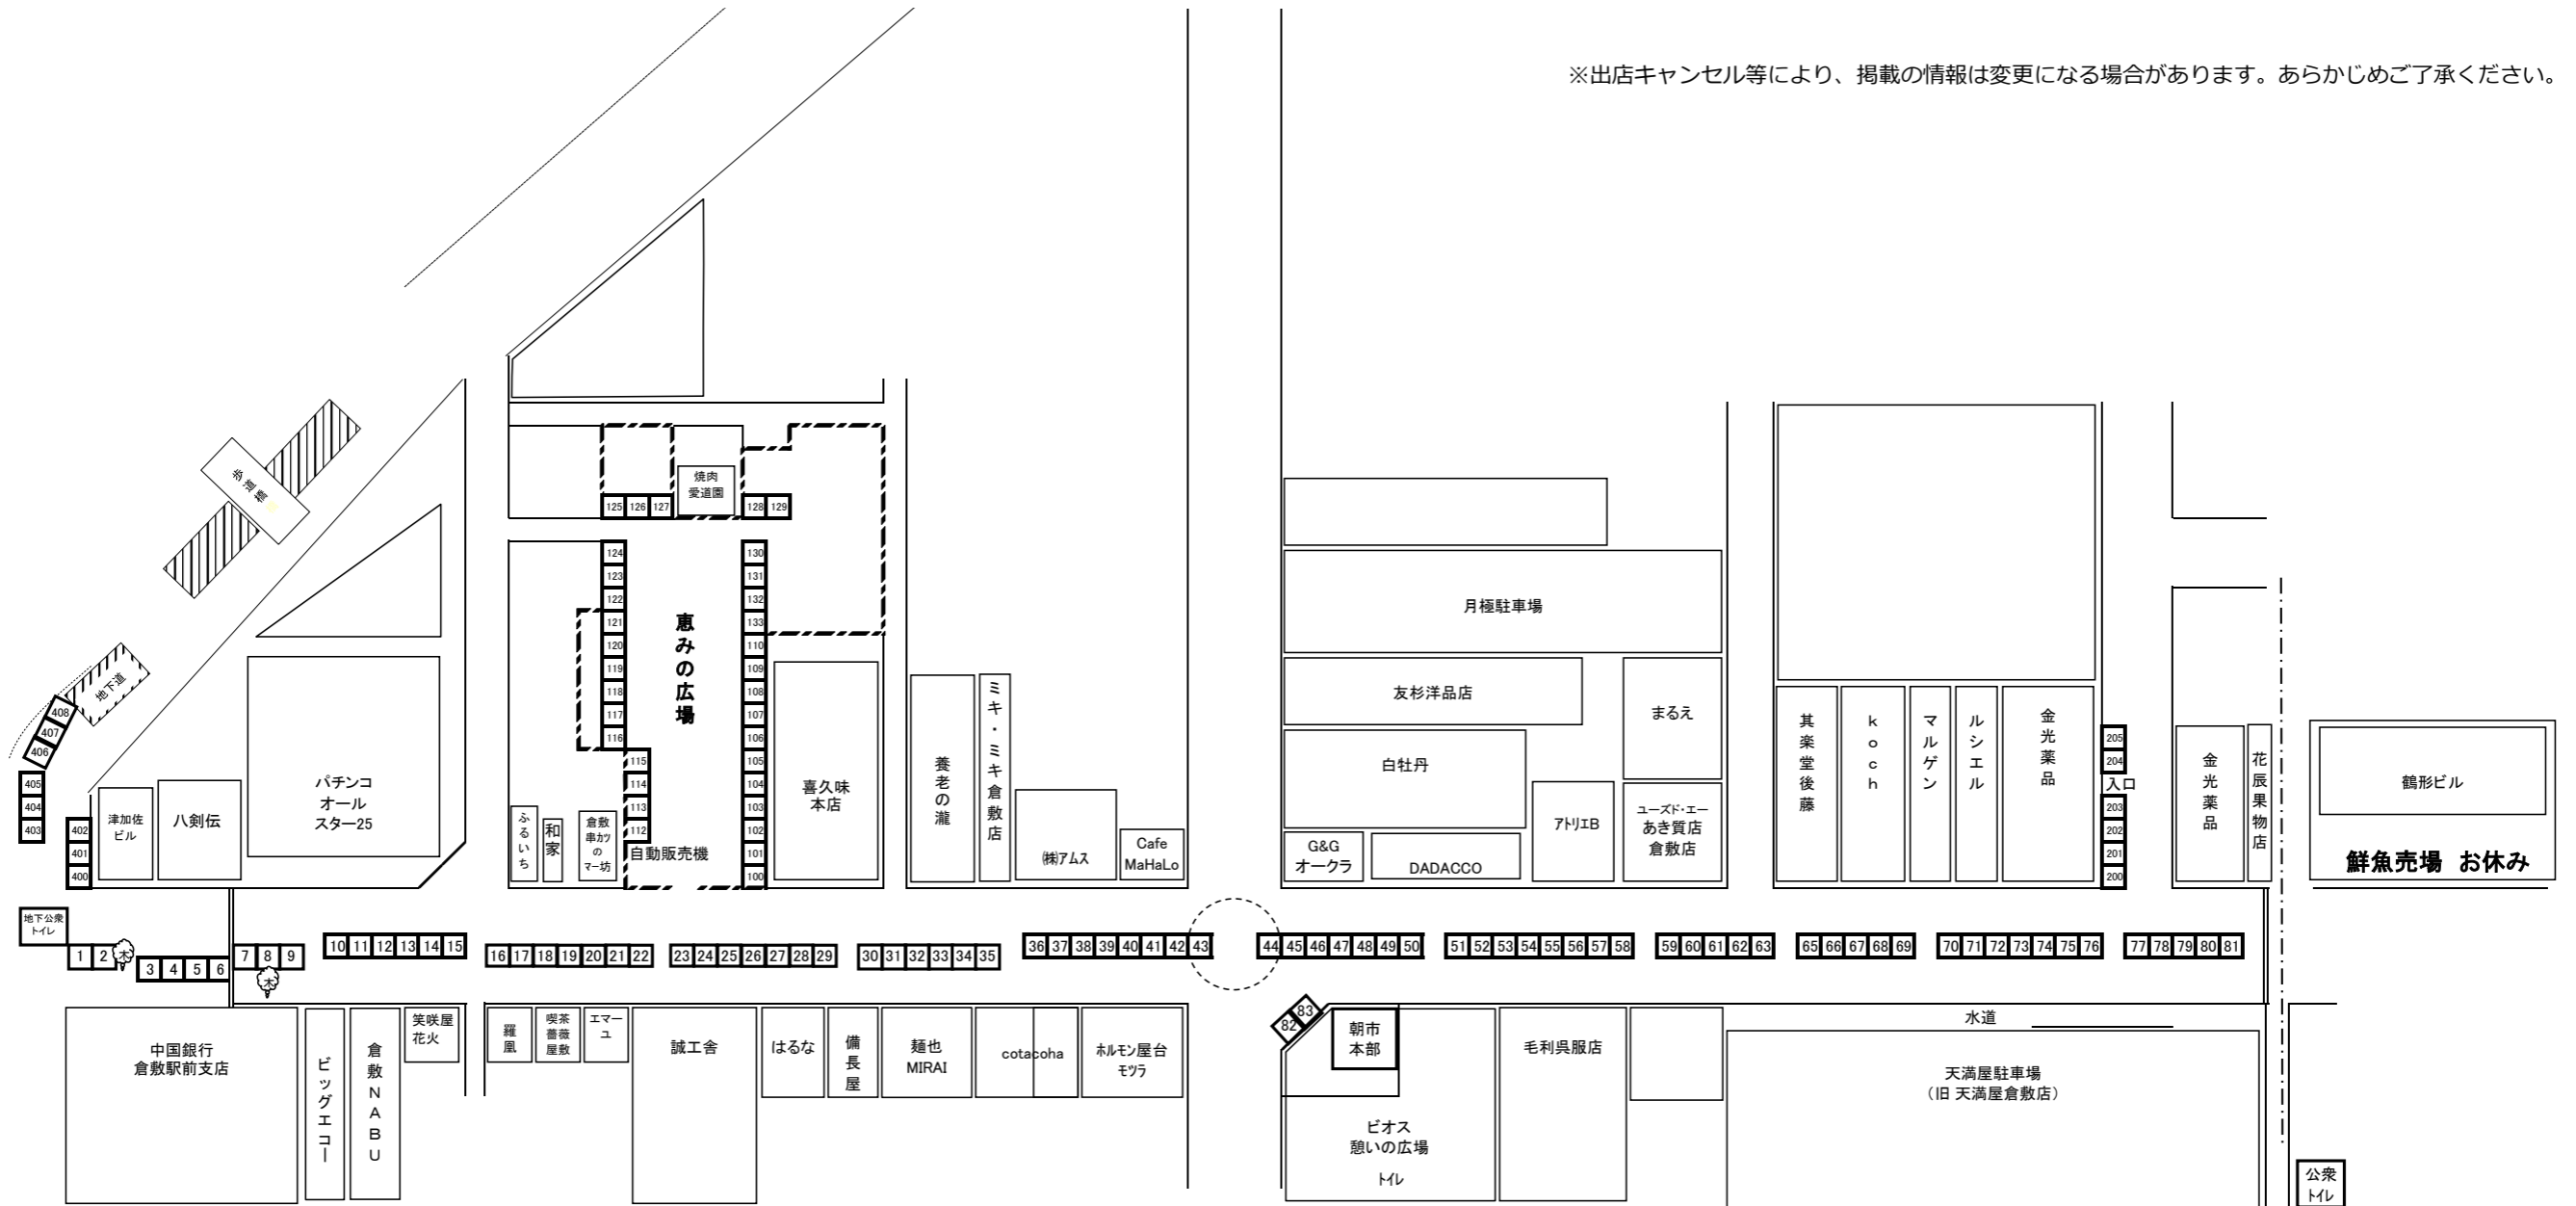 ※出店キャンセル等により、掲載の情報は変更になる場合があります。あらかじめご了承ください。
歩道橋
地下道
焼肉
愛道園
125 126 127
128 129
124
123
122
121
120
119
118
117
116
115
114
113
112
恵みの広場
130
131
132
133
110
109
108
107
106
105
104
103
102
101
100
自動販売機
408
407
406
405
404
403
402
401
400
津加佐
ビル
八剣伝
パチンコ
オール
スター25
ふるいち
和家
倉敷
串カツ
の
マー坊
喜久味
本店
養老の瀧
ミキ・ミキ倉敷店
㈱アムス
Cafe
MaHaLo
月極駐車場
友杉洋品店
まるえ
白牡丹
G&G
オークラ
DADACCO
アトリエB
ユーズド・エー
あき質店
倉敷店
其楽堂後藤
koch
マルゲン
ルシエル
金光薬品
205
204
入口
203
202
201
200
金光薬品
花辰果物店
鶴形ビル
鮮魚売場 お休み
地下公衆
トイレ
1 2 木
3 4 5 6
7 8 9
木
10 11 12 13 14 15
16 17 18 19 20 21 22
23 24 25 26 27 28 29
30 31 32 33 34 35
36 37 38 39 40 41 42 43
44 45 46 47 48 49 50
51 52 53 54 55 56 57 58
59 60 61 62 63
65 66 67 68 69
70 71 72 73 74 75 76
77 78 79 80 81
82 83
中国銀行
倉敷駅前支店
ビッグエコー
倉敷NABU
笑咲屋
花火
羅凰
喫茶
薔薇
屋敷
エマー
ユ
誠工舎
はるな
備長屋
麺也
MIRAI
cotacoha
ホルモン屋台
モツラ
朝市
本部
ビオス
憩いの広場
トイレ
毛利呉服店
水道
天満屋駐車場
（旧 天満屋倉敷店）
公衆
トイレ